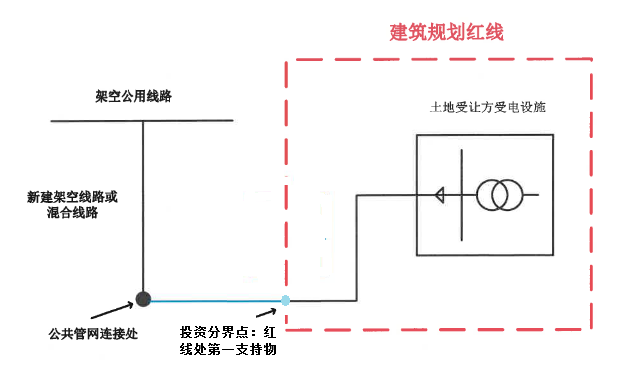 建筑规划红线
架空公用线路
土地受让方受电设施
新建架空线路或
混合线路
公共管网连接处
投资分界点：红
线处第一支持物